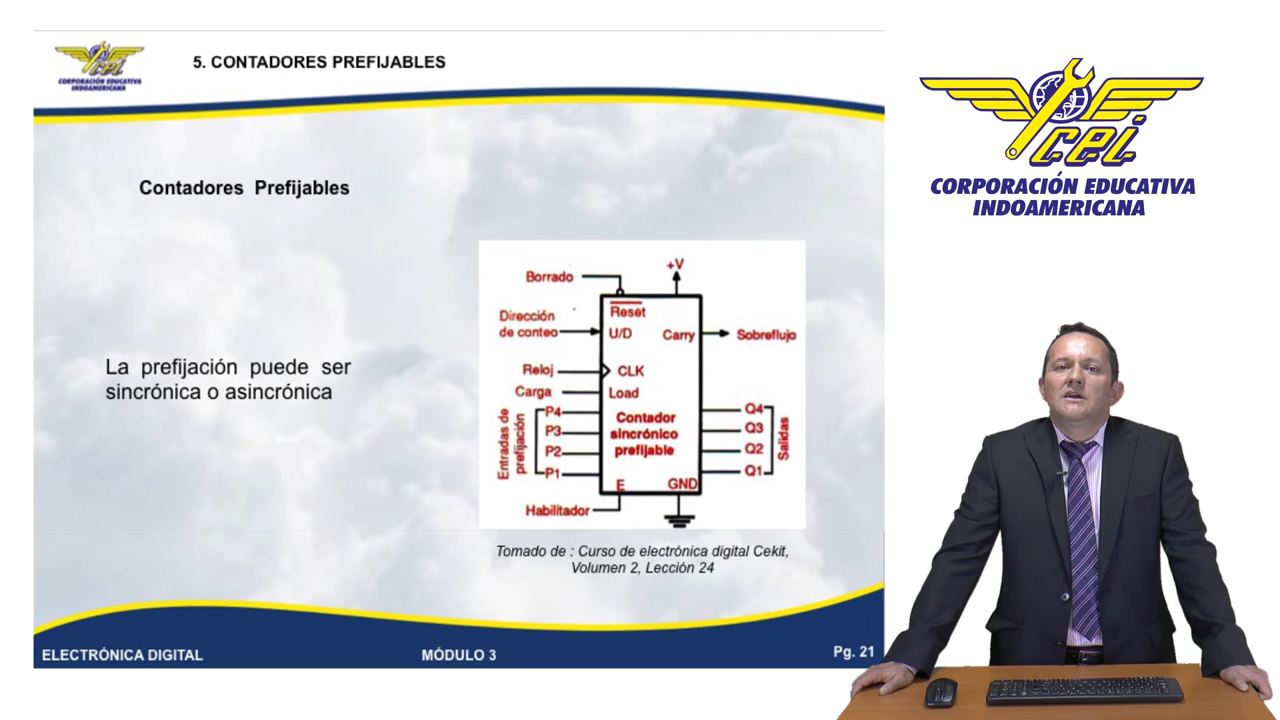 cei
CORPORACIÓN EDUCATIVA
INDOAMERICANA
5. CONTADORES PREFIJABLES
Contadores Prefijables
La prefijación puede ser
sincrónica o asincrónica
+V
Borrado
Reset
Dirección
de conteo
U/D
Carry
Sobreflujo
Reloj
CLK
Carga
Load
Entradas de
prefijación
P4
P3
P2
P1
Contador
sincrónico
prefijable
Q4
Q3
Q2
Q1
Salidas
E
GND
Habilitador
Tomado de : Curso de electrónica digital Cekit,
Volumen 2, Lección 24
ELECTRÓNICA DIGITAL
MÓDULO 3
Pg. 21
cei
CORPORACIÓN EDUCATIVA
INDOAMERICANA